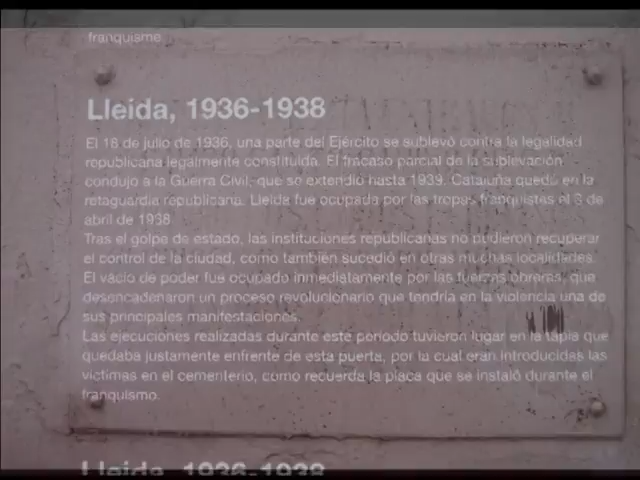 franquisme
Lleida, 1936-1938
El 18 de julio de 1936, una parte del Ejército se sublevó contra la legalidad
republicana legalmente constituida. El fracaso parcial de la sublevación
condujo a la Guerra Civil, que se extendió hasta 1939. Cataluña quedó en la
retaguardia republicana. Lleida fue ocupada por las tropas franquistas el 3 de
abril de 1938
Tras el golpe de estado, las instituciones republicanas no pudieron recuperar
el control de la ciudad, como también sucedió en otras muchas localidades.
El vacío de poder fue ocupado inmediatamente por las fuerzas obreras, que
desencadenaron un proceso revolucionario que tendría en la violencia una de
sus principales manifestaciones.
Las ejecuciones realizadas durante este período tuvieron lugar en la tapia que
quedaba justamente enfrente de esta puerta, por la cual eran introducidas las
víctimas en el cementerio, como recuerda la placa que se instaló durante el
franquismo.
Lleida, 1936-1938